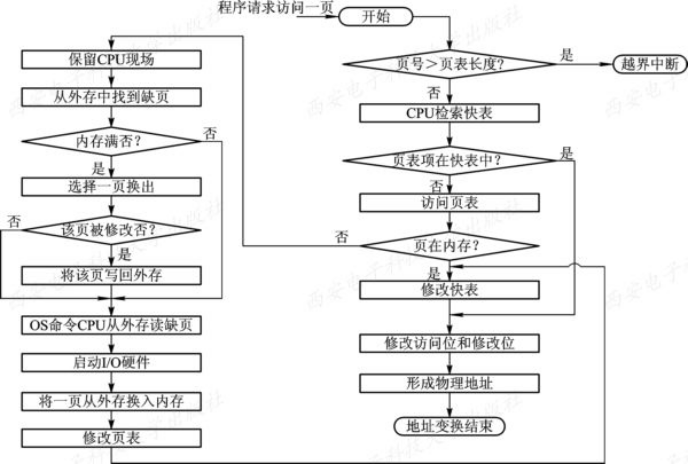 程序请求访问一页
开始
保留CPU现场
页号＞页表长度？
是
越界中断
从外存中找到缺页
否
CPU检索快表
内存满否？
否
页表项在快表中？
是
是
选择一页换出
否
访问页表
否
该页被修改否？
否
页在内存？
是
是
将该页写回外存
修改快表
OS命令CPU从外存读缺页
修改访问位和修改位
启动I/O硬件
形成物理地址
将一页从外存换入内存
地址变换结束
修改页表